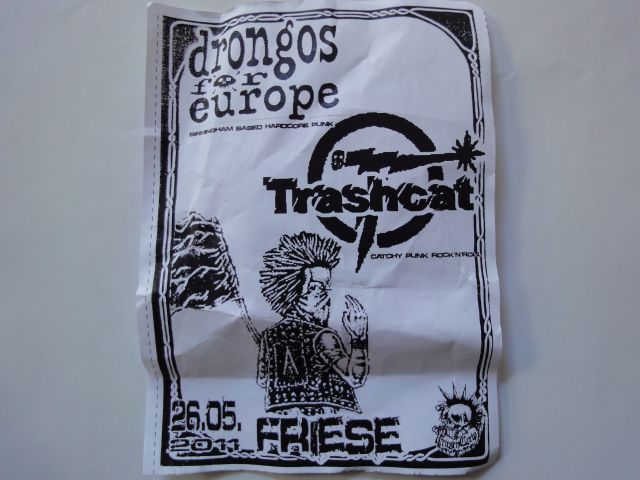 drongos
for
europe
BIRMINGHAM BASED HARDCORE PUNK
Trashcat
CATCHY PUNK ROCK'N'ROLL
26.05.
2011
FRIESE